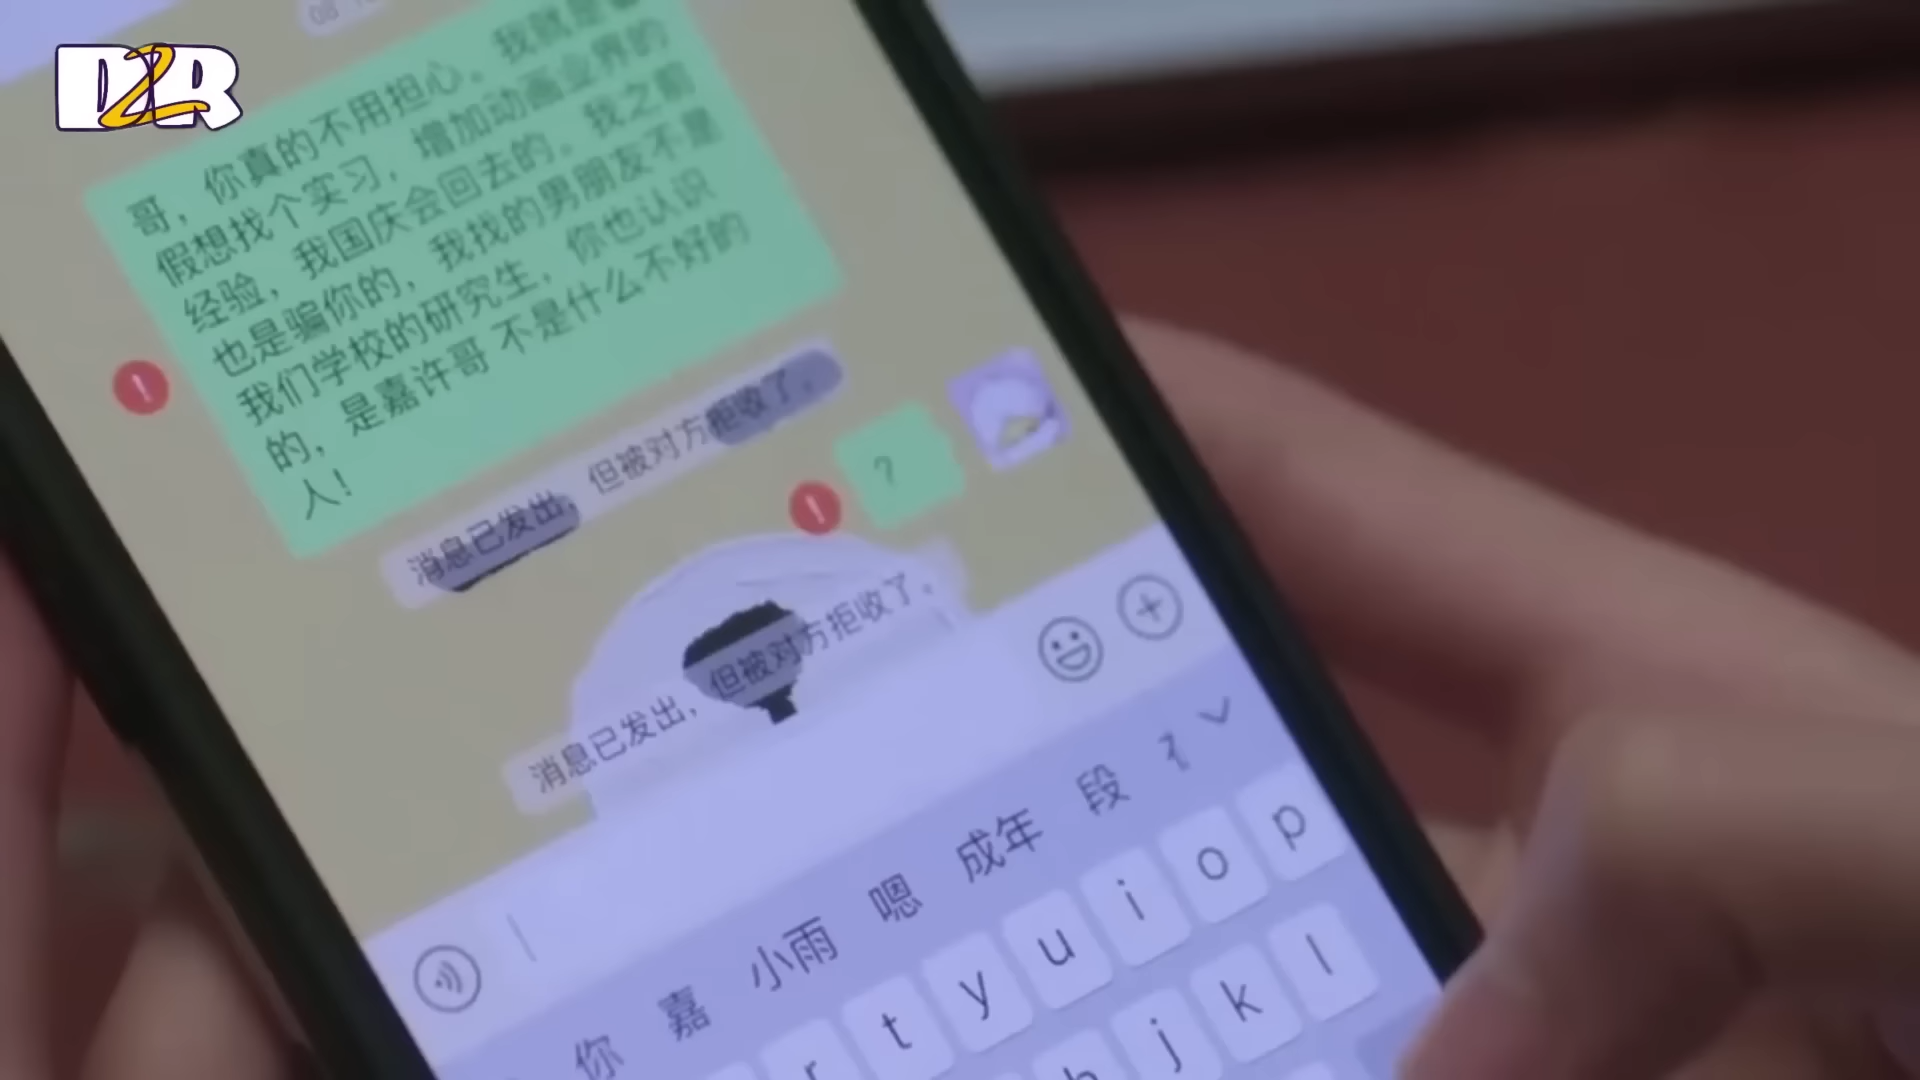 DZR
08
哥，你真的不用担心。我就是
假想找个实习，增加动画业界的
经验，我国庆会回去的。我之前
也是骗你的，我找的男朋友不是
我们学校的研究生，你也认识
的，是嘉许哥 不是什么不好的
人！
消息已发出，但被对方拒收了。
？
消息已发出，但被对方拒收了。
你 嘉 小雨 嗯 成年 段
r t y u i o p
h j k l